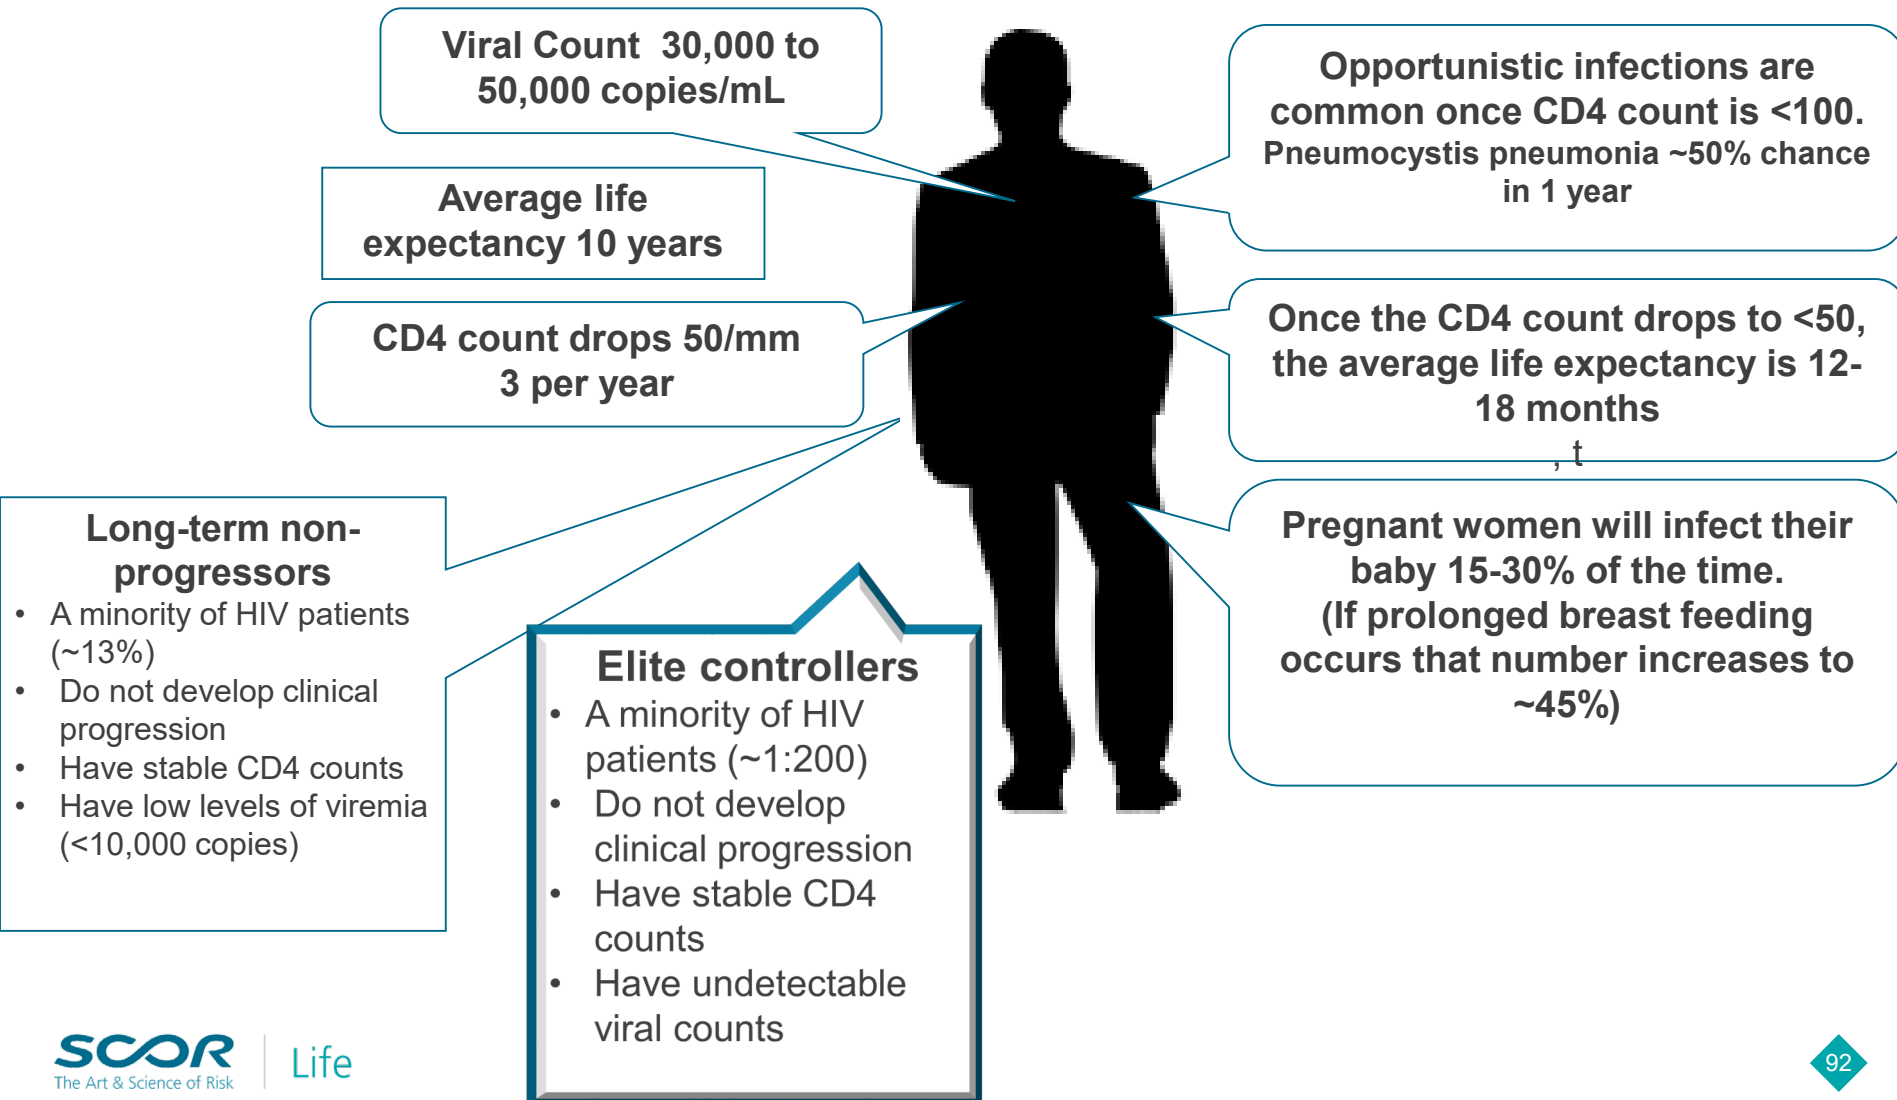 Viral Count 30,000 to
50,000 copies/mL
Average life
expectancy 10 years
CD4 count drops 50/mm
3 per year
Long-term non-
progressors
• A minority of HIV patients
(~13%)
• Do not develop clinical
progression
• Have stable CD4 counts
• Have low levels of viremia
(<10,000 copies)
Elite controllers
• A minority of HIV
patients (~1:200)
• Do not develop
clinical progression
• Have stable CD4
counts
• Have undetectable
viral counts
Opportunistic infections are
common once CD4 count is <100.
Pneumocystis pneumonia ~50% chance
in 1 year
Once the CD4 count drops to <50,
the average life expectancy is 12-
18 months
, t
Pregnant women will infect their
baby 15-30% of the time.
(If prolonged breast feeding
occurs that number increases to
~45%)
SCOR
The Art & Science of Risk
Life
92